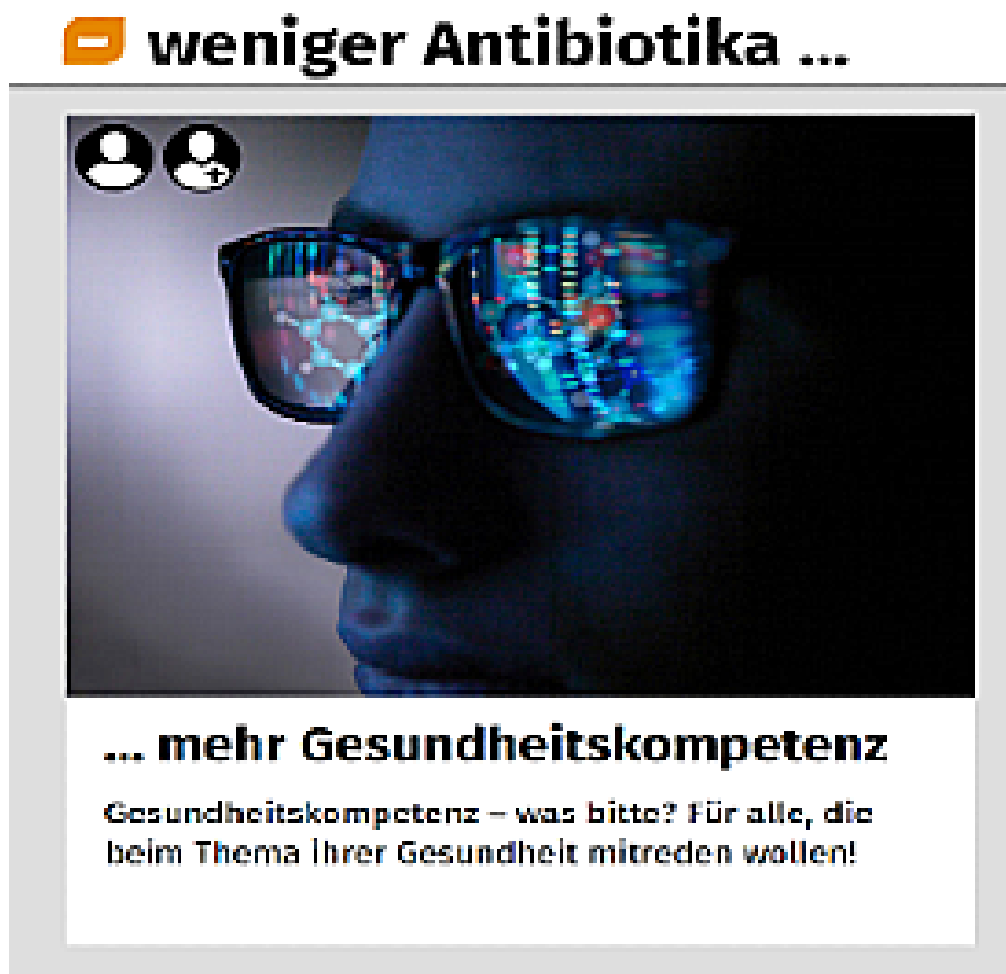 weniger Antibiotika ...
... mehr Gesundheitskompetenz
Gesundheitskompetenz – was bitte? Für alle, die
beim Thema ihrer Gesundheit mitreden wollen!